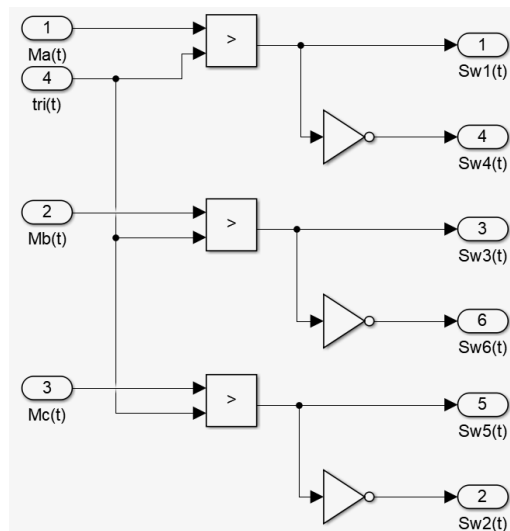 1
Ma(t)
4
tri(t)
>
1
Sw1(t)
4
Sw4(t)
2
Mb(t)
>
3
Sw3(t)
6
Sw6(t)
3
Mc(t)
>
5
Sw5(t)
2
Sw2(t)